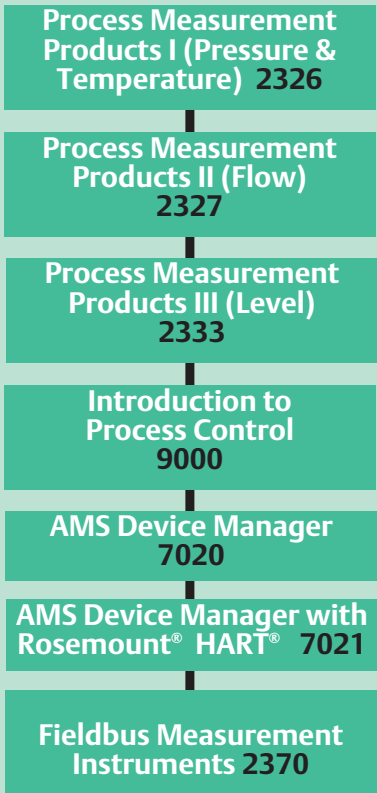 Process Measurement
Products I (Pressure &
Temperature) 2326
Process Measurement
Products II (Flow)
2327
Process Measurement
Products III (Level)
2333
Introduction to
Process Control
9000
AMS Device Manager
7020
AMS Device Manager with
Rosemount® HART® 7021
Fieldbus Measurement
Instruments 2370